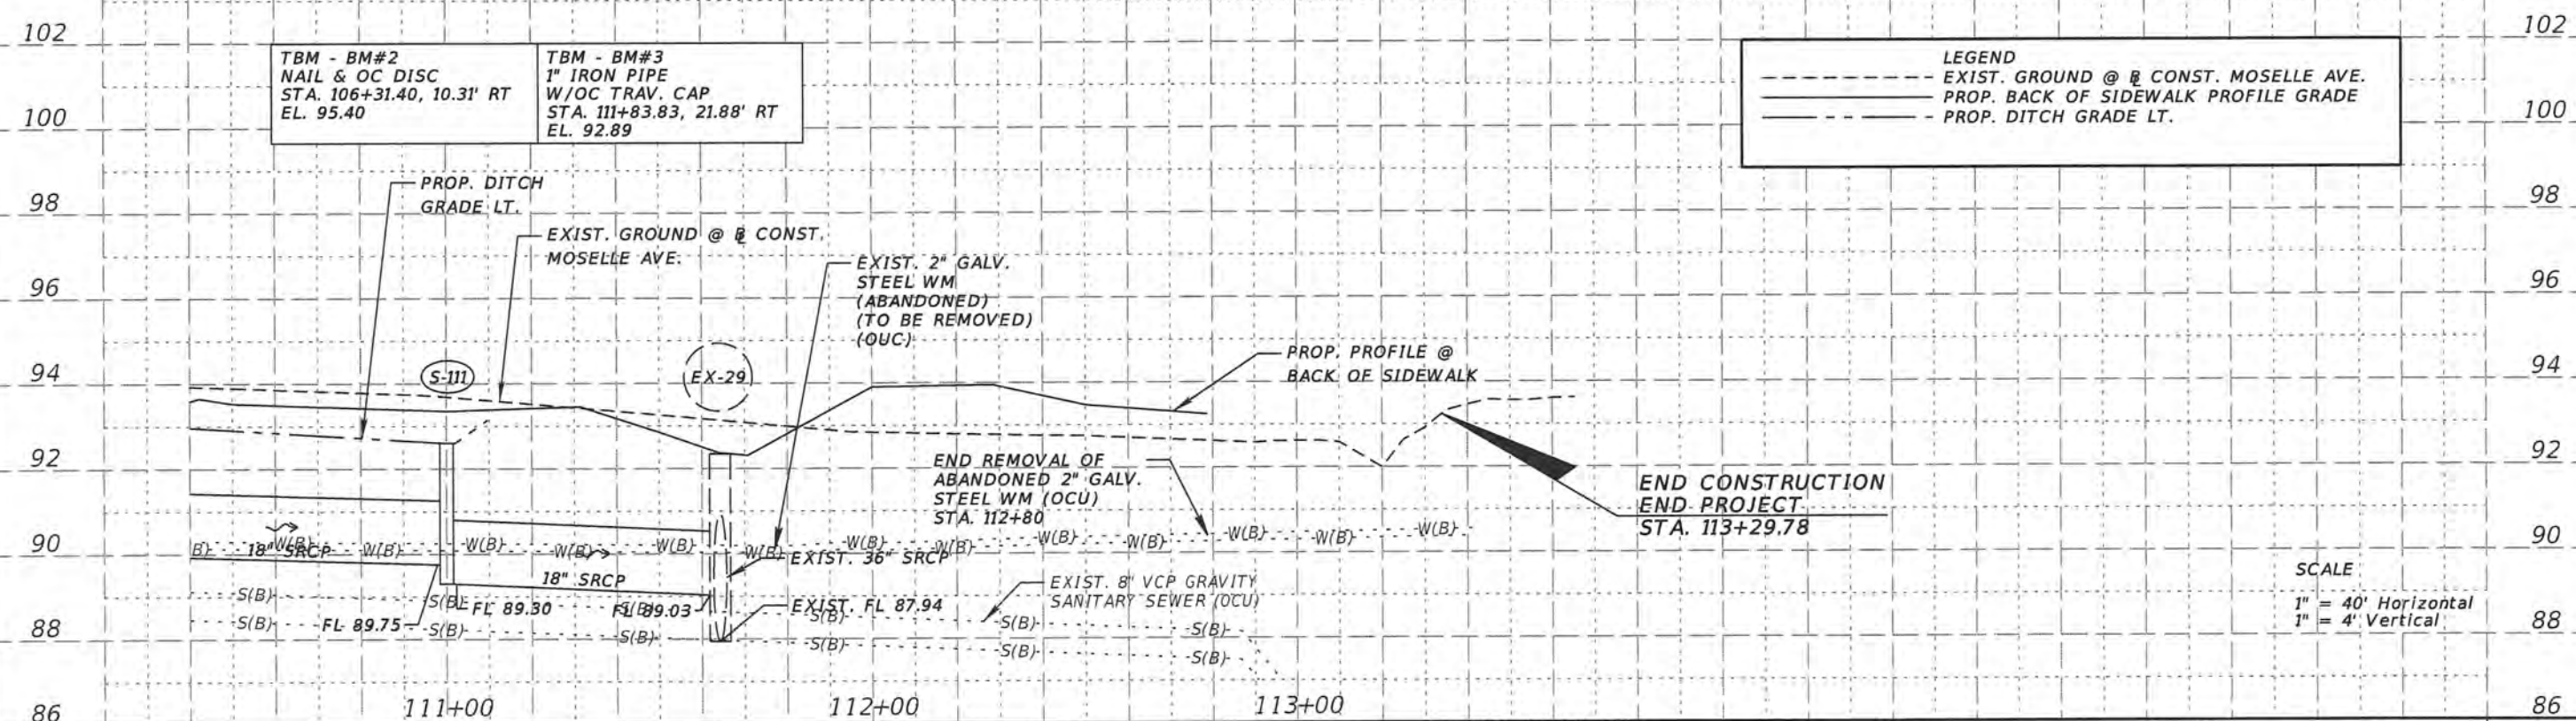 102
102
TBM - BM#2
NAIL & OC DISC
STA. 106+31.40, 10.31' RT
EL. 95.40
TBM - BM#3
1" IRON PIPE
W/OC TRAV. CAP
STA. 111+83.83, 21.88' RT
EL. 92.89
LEGEND
EXIST. GROUND @ ℄ CONST. MOSELLE AVE.
PROP. BACK OF SIDEWALK PROFILE GRADE
PROP. DITCH GRADE LT.
100
100
PROP. DITCH
GRADE LT.
98
98
EXIST. GROUND @ ℄ CONST.
MOSELLE AVE.
EXIST. 2" GALV.
STEEL WM
(ABANDONED)
(TO BE REMOVED)
(OUC)
96
96
PROP. PROFILE @
BACK OF SIDEWALK
94
94
S-111
EX-29
92
92
END REMOVAL OF
ABANDONED 2" GALV.
STEEL WM (OCU)
STA. 112+80
END CONSTRUCTION
END PROJECT
STA. 113+29.78
90
90
B) W(B) W(B) W(B) W(B) W(B) W(B) W(B) W(B) W(B) W(B) W(B) W(B) W(B)
18" SRCP
18" SRCP
EXIST. 36" SRCP
EXIST. 8" VCP GRAVITY
SANITARY SEWER (OCU)
SCALE
1" = 40' Horizontal
1" = 4' Vertical
S(B) S(B) S(B) S(B) S(B) S(B)
FL 89.75
FL 89.30
FL 89.03
EXIST. FL 87.94
88
88
S(B) S(B) S(B) S(B) S(B) S(B)
86
86
111+00
112+00
113+00